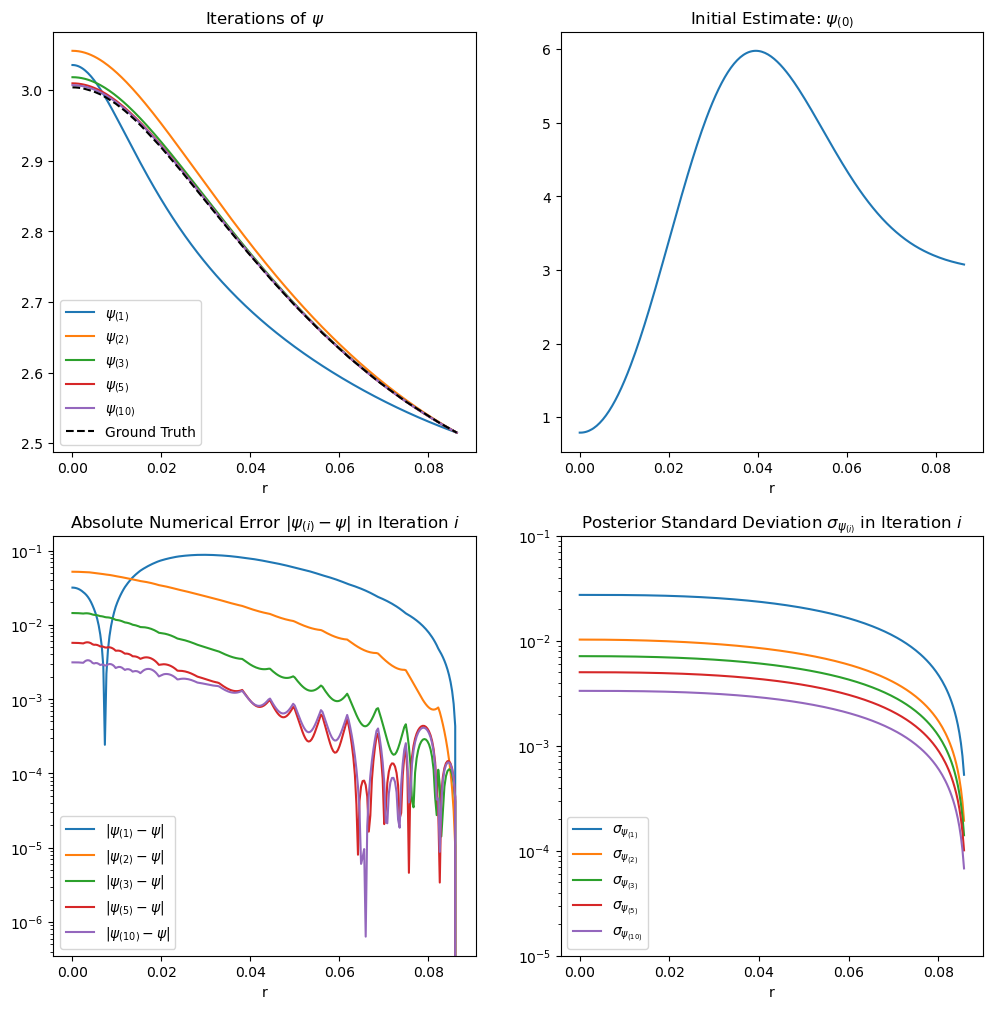 Iterations of ψ
3.0
2.9
2.8
2.7
2.6
2.5
ψ(1)
ψ(2)
ψ(3)
ψ(5)
ψ(10)
Ground Truth
0.00 0.02 0.04 0.06 0.08
r
Initial Estimate: ψ(0)
6
5
4
3
2
1
0.00 0.02 0.04 0.06 0.08
r
Absolute Numerical Error |ψ(i) − ψ| in Iteration i
10⁻¹
10⁻²
10⁻³
10⁻⁴
10⁻⁵
10⁻⁶
|ψ(1) − ψ|
|ψ(2) − ψ|
|ψ(3) − ψ|
|ψ(5) − ψ|
|ψ(10) − ψ|
0.00 0.02 0.04 0.06 0.08
r
Posterior Standard Deviation σψ(i) in Iteration i
10⁻¹
10⁻²
10⁻³
10⁻⁴
10⁻⁵
σψ(1)
σψ(2)
σψ(3)
σψ(5)
σψ(10)
0.00 0.02 0.04 0.06 0.08
r